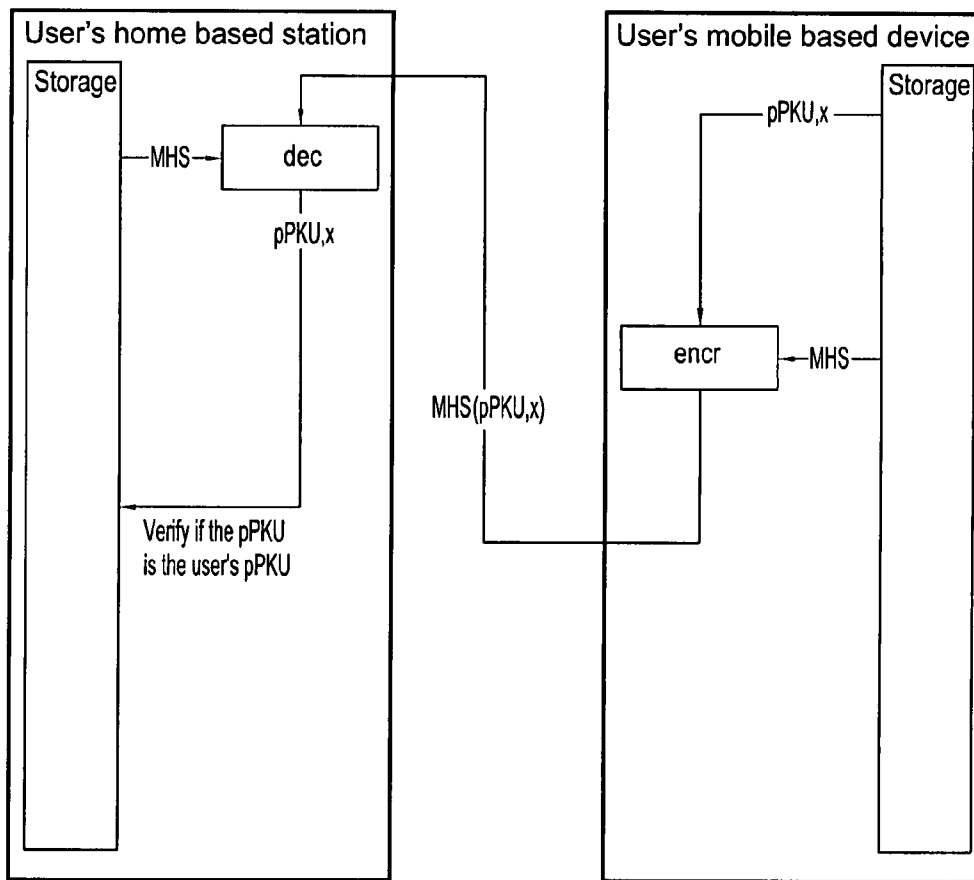 User's home based station
Storage
MHS
dec
pPKU,x
Verify if the pPKU
is the user's pPKU
MHS(pPKU,x)
User's mobile based device
Storage
pPKU,x
encr
MHS